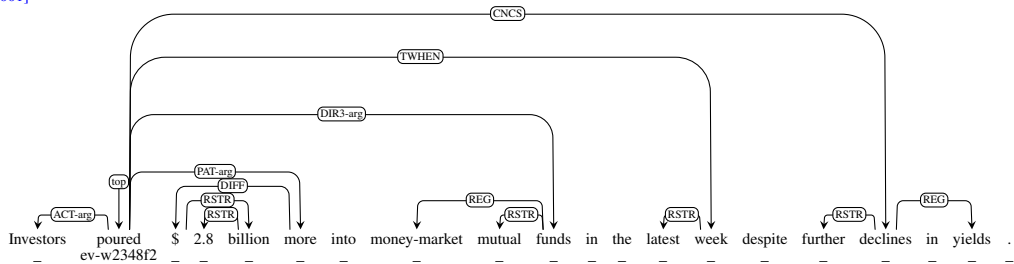 001]
CNCS
TWHEN
DIR3-arg
PAT-arg
top
DIFF
RSTR
REG
ACT-arg
RSTR
RSTR
RSTR
RSTR
REG
Investors poured $ 2.8 billion more into money-market mutual funds in the latest week despite further declines in yields .
_ ev-w2348f2 _ _ _ _ _ _ _ _ _ _ _ _ _ _ _ _ _ _